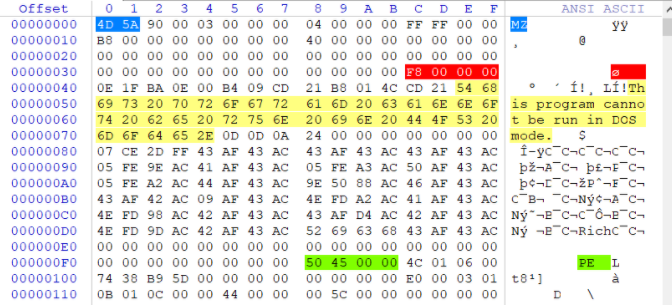 Offset 0 1 2 3 4 5 6 7 8 9 A B C D E F ANSI ASCII
00000000 4D 5A 90 00 03 00 00 00 04 00 00 00 FF FF 00 00 MZ ÿÿ
00000010 B8 00 00 00 00 00 00 00 40 00 00 00 00 00 00 00 ¸ @
00000020 00 00 00 00 00 00 00 00 00 00 00 00 00 00 00 00
00000030 00 00 00 00 00 00 00 00 00 00 00 00 F8 00 00 00 ø
00000040 0E 1F BA 0E 00 B4 09 CD 21 B8 01 4C CD 21 54 68 º ´ Í!¸ LÍ!Th
00000050 69 73 20 70 72 6F 67 72 61 6D 20 63 61 6E 6E 6F is program canno
00000060 74 20 62 65 20 72 75 6E 20 69 6E 20 44 4F 53 20 t be run in DOS
00000070 6D 6F 64 65 2E 0D 0D 0A 24 00 00 00 00 00 00 00 mode. $
00000080 07 CE 2D FF 43 AF 43 AC 43 AF 43 AC 43 AF 43 AC Î-ÿC¯C¬C¯C¬C¯C¬
00000090 05 FE 9E AC 41 AF 43 AC 05 FE A3 AC 50 AF 43 AC þž¬A¯C¬ þ£¬P¯C¬
000000A0 05 FE A2 AC 44 AF 43 AC 9E 50 88 AC 46 AF 43 AC þ¢¬D¯C¬žPˆ¬F¯C¬
000000B0 43 AF 42 AC 09 AF 43 AC 4E FD A2 AC 41 AF 43 AC C¯B¬ ¯C¬Ný¢¬A¯C¬
000000C0 4E FD 98 AC 42 AF 43 AC 43 AF D4 AC 42 AF 43 AC Ný˜¬B¯C¬C¯Ô¬B¯C¬
000000D0 4E FD 9D AC 42 AF 43 AC 52 69 63 68 43 AF 43 AC Ný ¬B¯C¬RichC¯C¬
000000E0 00 00 00 00 00 00 00 00 00 00 00 00 00 00 00 00
000000F0 00 00 00 00 00 00 00 00 50 45 00 00 4C 01 06 00 PE L
00000100 74 38 B9 5D 00 00 00 00 00 00 00 00 E0 00 03 01 t8¹] à
00000110 0B 01 0C 00 00 44 00 00 00 5C 00 00 00 00 00 00 D \